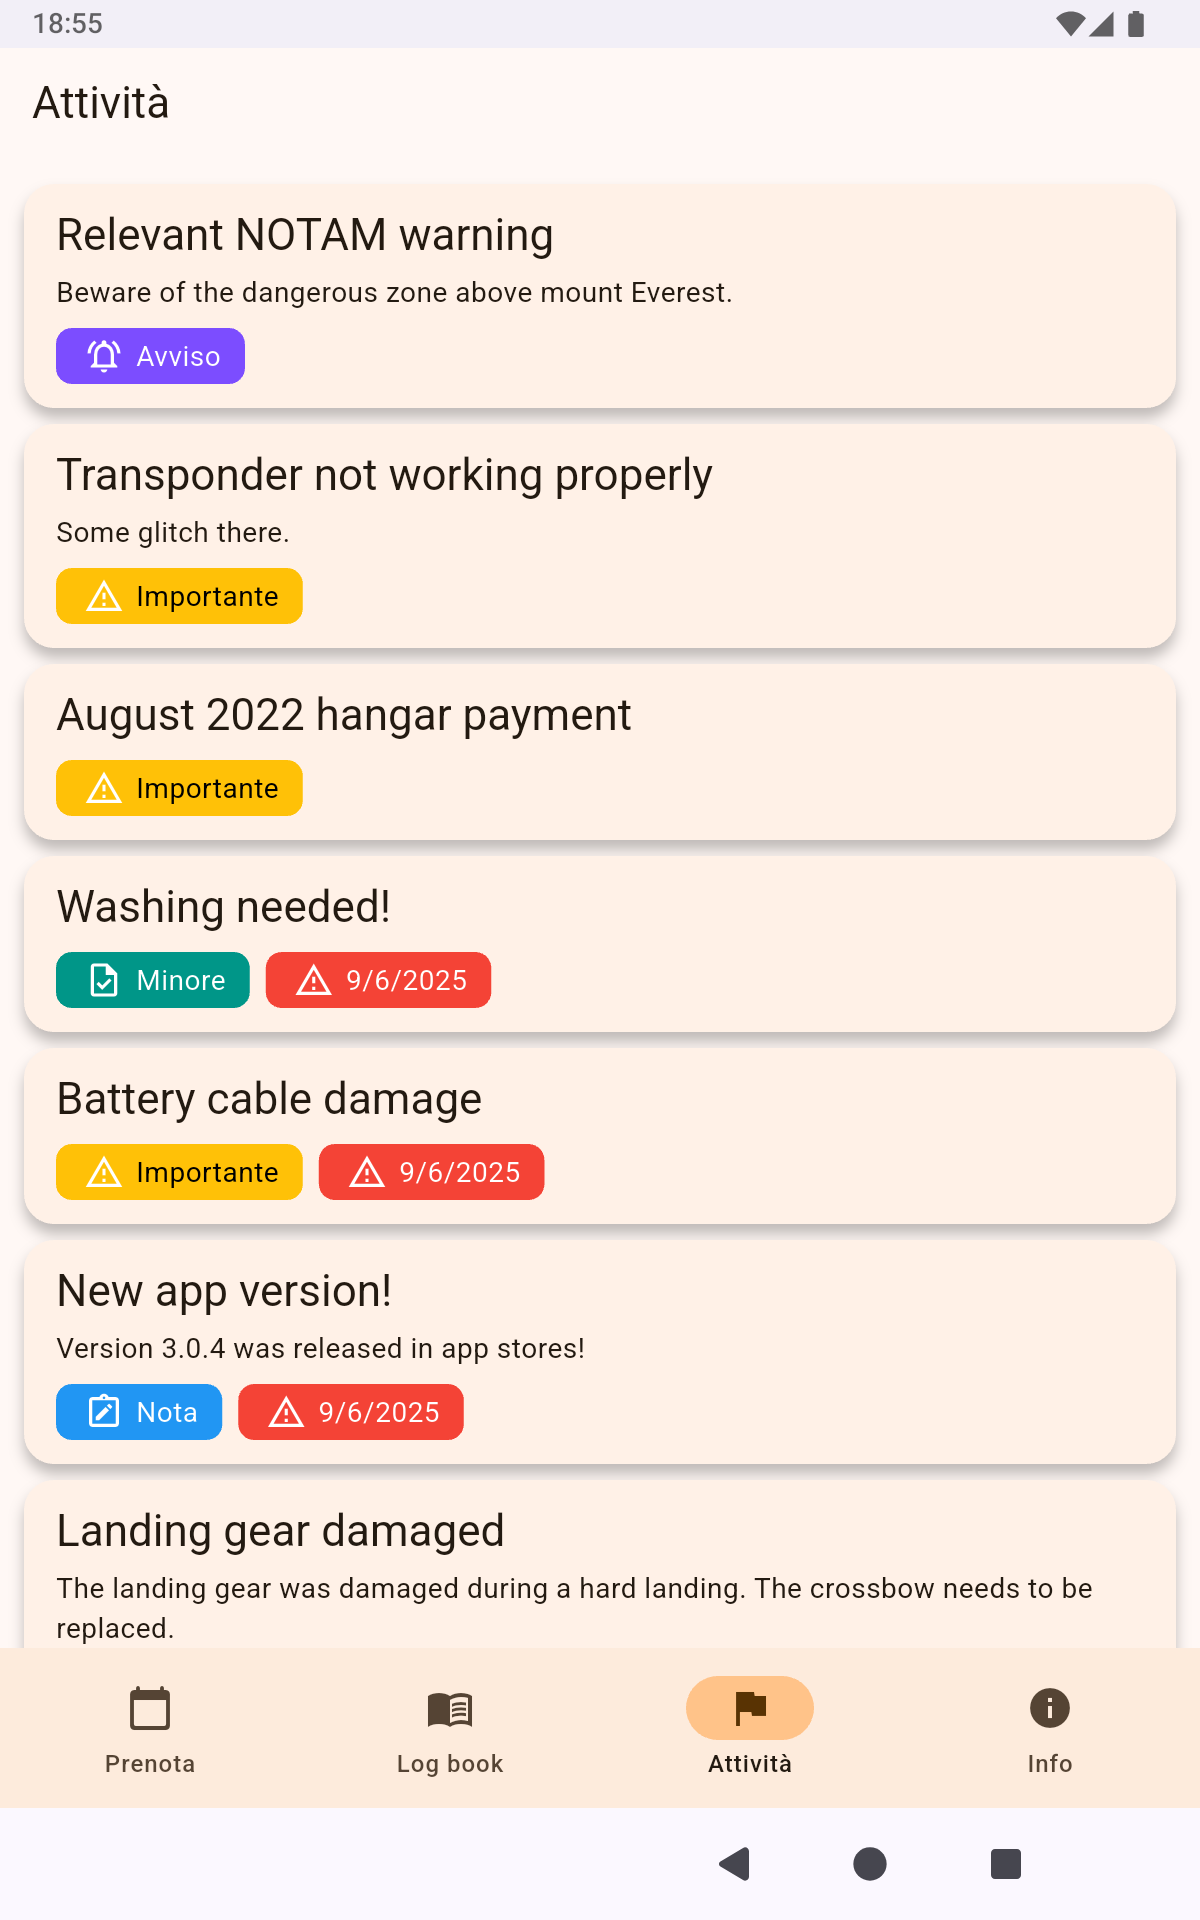 18:55
Attività
Relevant NOTAM warning
Beware of the dangerous zone above mount Everest.
Avviso
Transponder not working properly
Some glitch there.
Importante
August 2022 hangar payment
Importante
Washing needed!
Minore 9/6/2025
Battery cable damage
Importante 9/6/2025
New app version!
Version 3.0.4 was released in app stores!
Nota 9/6/2025
Landing gear damaged
The landing gear was damaged during a hard landing. The crossbow needs to be
replaced.
Prenota Log book Attività Info